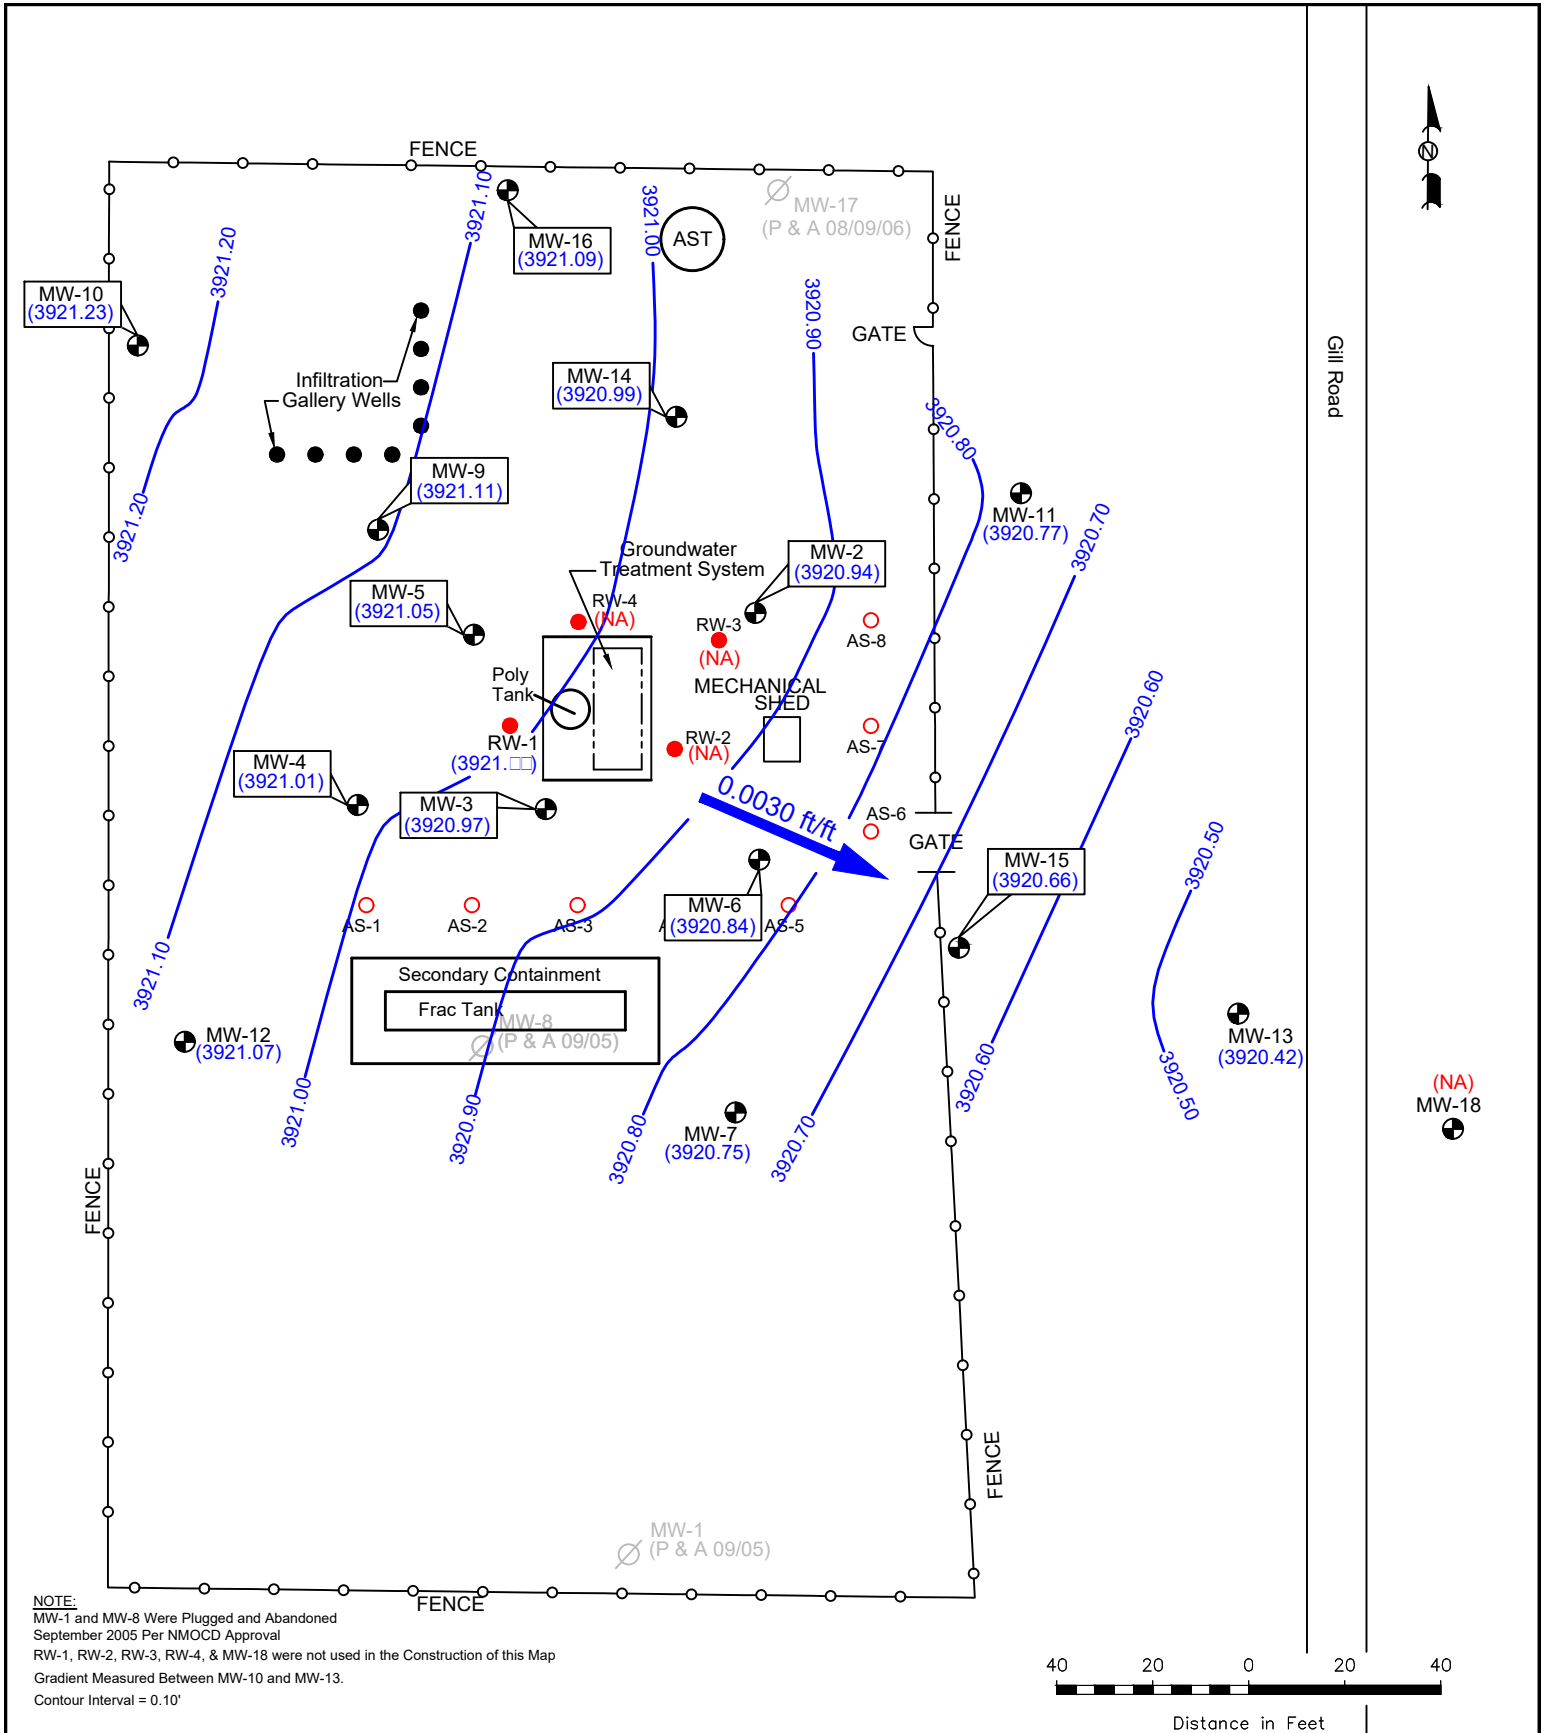 FENCE
3921.10
MW-16
(3921.09)
3921.00
AST
MW-17
(P & A 08/09/06)
FENCE
N
3921.20
MW-10
(3921.23)
3920.90
GATE
Gill Road
Infiltration
Gallery Wells
MW-14
(3920.99)
3920.80
MW-9
(3921.11)
3921.20
MW-11
(3920.77)
3920.70
Groundwater
Treatment System
MW-2
(3920.94)
MW-5
(3921.05)
RW-4
(NA)
RW-3
(NA)
AS-8
Poly
Tank
MECHANICAL
SHED
3920.60
RW-1
(3921.
RW-2
(NA)
AS-7
MW-4
(3921.01)
MW-3
(3920.97)
0.0030 ft/ft
AS-6
GATE
MW-15
(3920.66)
3920.50
MW-6
(3920.84)
AS-1
AS-2
AS-3
AS-5
3921.10
Secondary Containment
Frac Tank
MW-8
(P & A 09/05)
MW-12
(3921.07)
MW-13
(3920.42)
3921.00
3920.90
3920.80
MW-7
(3920.75)
3920.70
3920.60
3920.50
(NA)
MW-18
FENCE
FENCE
MW-1
(P & A 09/05)
FENCE
NOTE:
MW-1 and MW-8 Were Plugged and Abandoned
September 2005 Per NMOCD Approval
RW-1, RW-2, RW-3, RW-4, & MW-18 were not used in the Construction of this Map
Gradient Measured Between MW-10 and MW-13.
Contour Interval = 0.10'
40 20 0 20 40
Distance in Feet